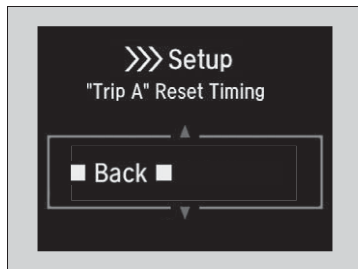 >>> Setup
"Trip A" Reset Timing
■ Back ■